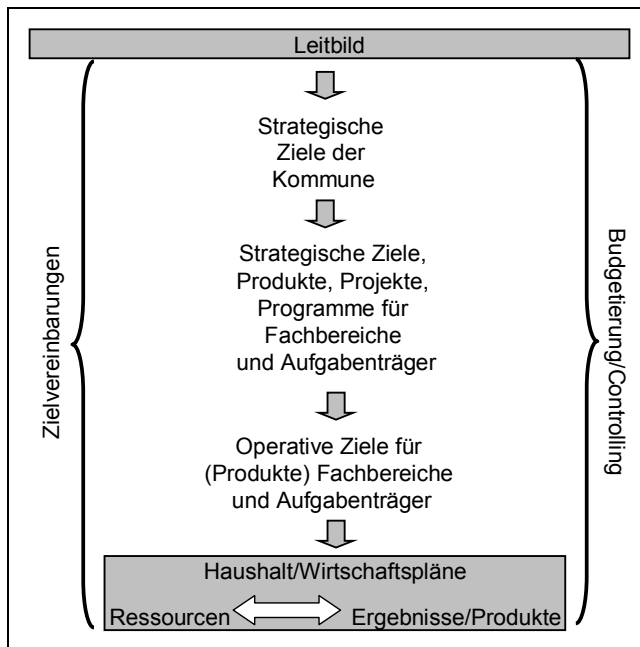 Leitbild
Strategische
Ziele der
Kommune
Strategische Ziele,
Produkte, Projekte,
Programme für
Fachbereiche
und Aufgabenträger
Operative Ziele für
(Produkte) Fachbereiche
und Aufgabenträger
Haushalt/Wirtschaftspläne
Ressourcen Ergebnisse/Produkte
Zielvereinbarungen
Budgetierung/Controlling